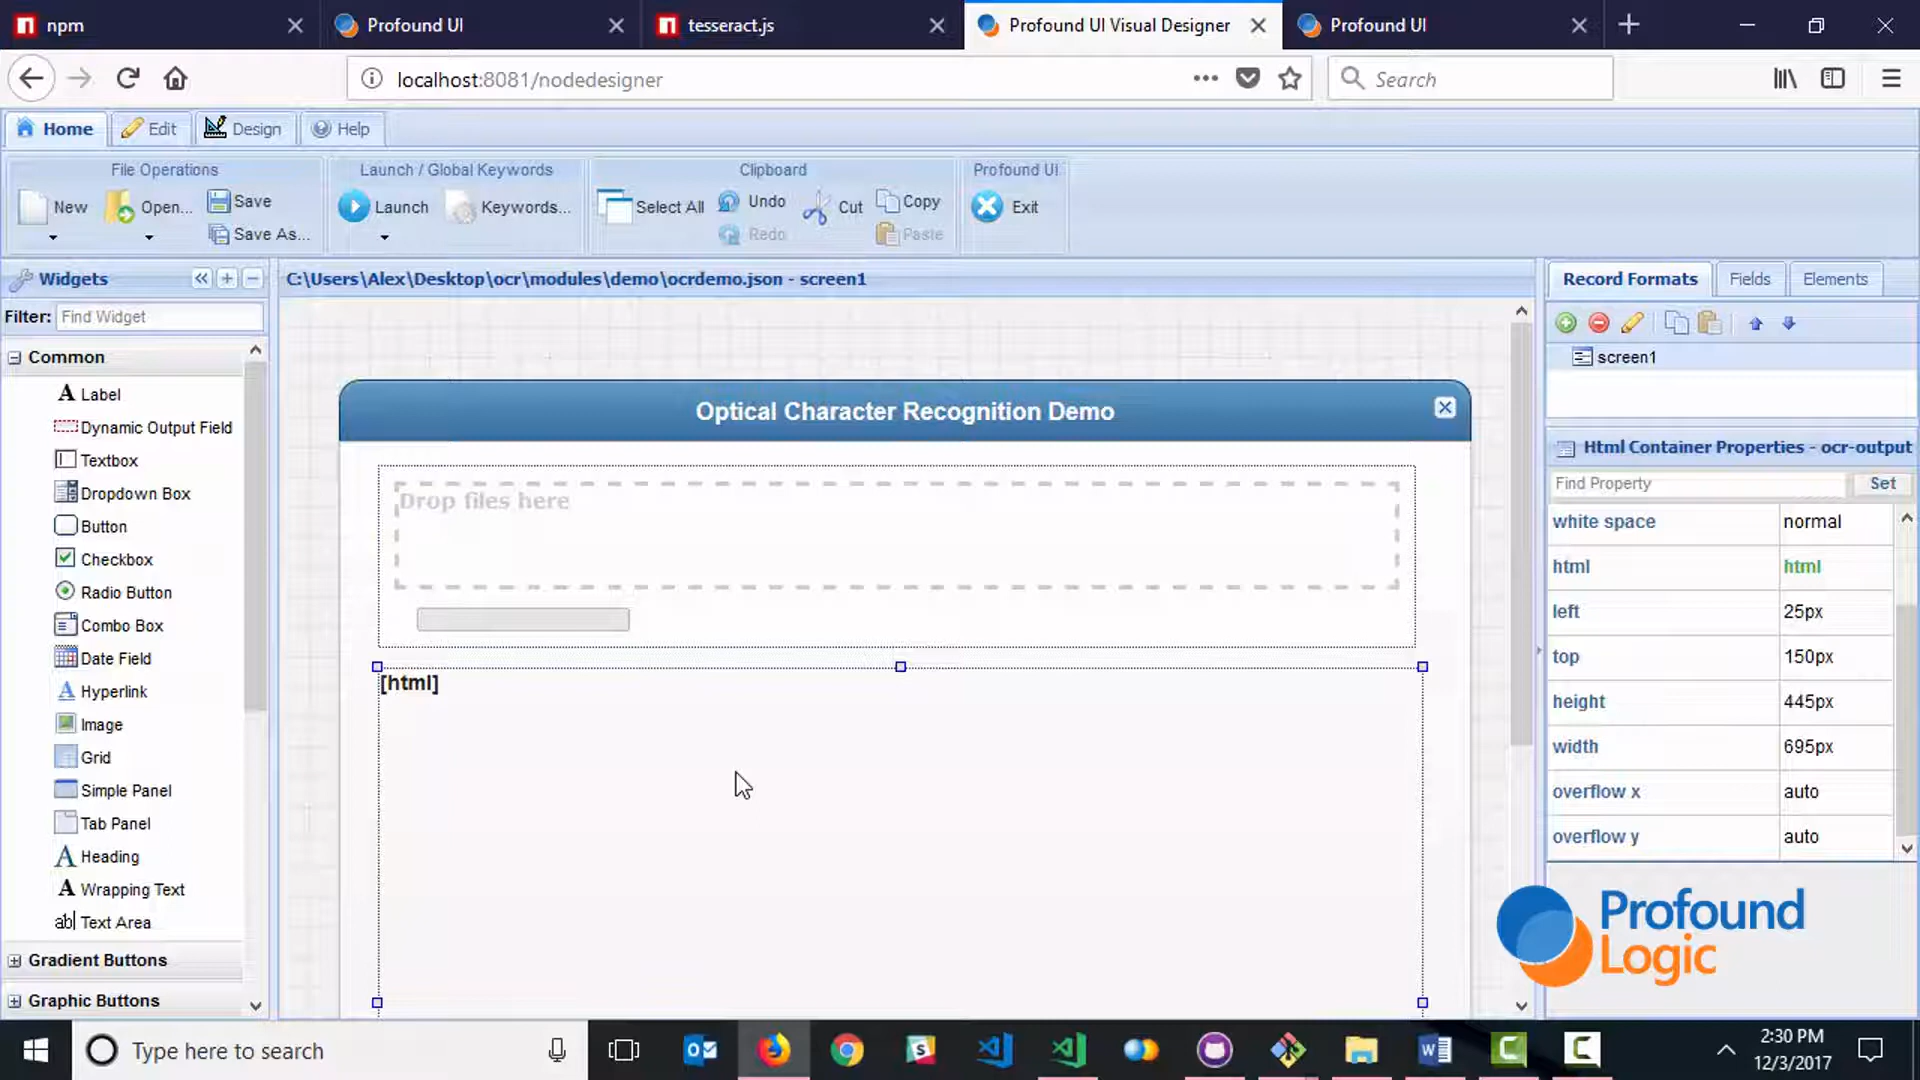 npm
Profound UI
tesseract.js
Profound UI Visual Designer
Profound UI
localhost:8081/nodedesigner
Search
Home
Edit
Design
Help
File Operations
Launch / Global Keywords
Clipboard
Profound UI
New
Open...
Save
Save As...
Launch
Keywords...
Select All
Undo
Redo
Cut
Copy
Paste
Exit
Widgets
C:\Users\Alex\Desktop\ocr\modules\demo\ocrdemo.json - screen1
Record Formats
Fields
Elements
Filter:
Find Widget
Common
Label
Dynamic Output Field
Textbox
Dropdown Box
Button
Checkbox
Radio Button
Combo Box
Date Field
Hyperlink
Image
Grid
Simple Panel
Tab Panel
Heading
Wrapping Text
Text Area
Gradient Buttons
Graphic Buttons
Optical Character Recognition Demo
Drop files here
[html]
screen1
Html Container Properties - ocr-output
Find Property
Set
white space normal
html html
left 25px
top 150px
height 445px
width 695px
overflow x auto
overflow y auto
Profound
Logic
Type here to search
2:30 PM
12/3/2017